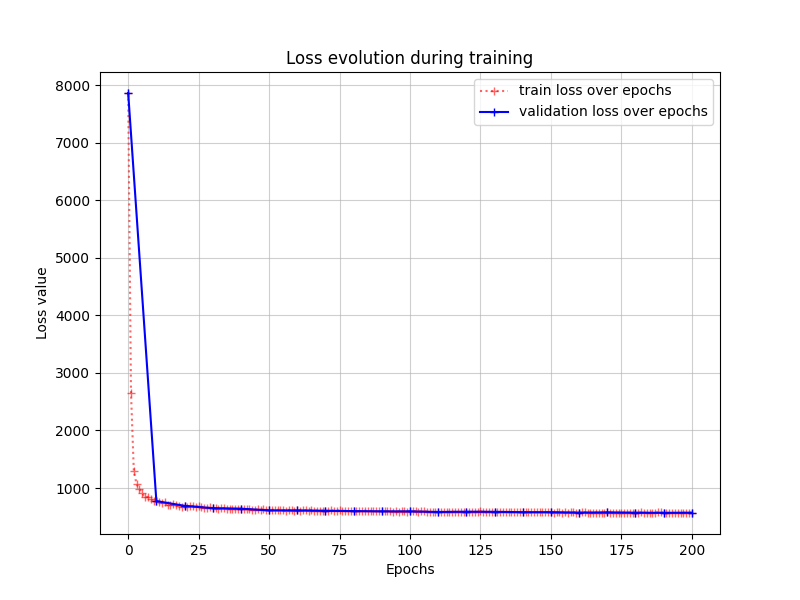 Loss evolution during training
train loss over epochs
validation loss over epochs
8000
7000
6000
5000
4000
3000
2000
1000
Loss value
0 25 50 75 100 125 150 175 200
Epochs